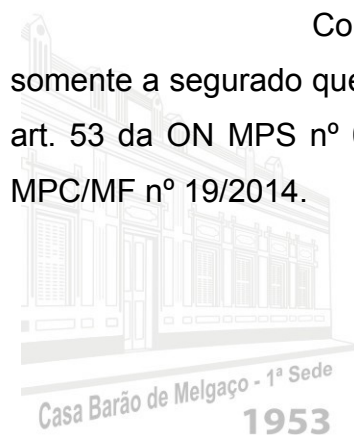 Co
somente a segurado que
art. 53 da ON MPS nº
MPC/MF nº 19/2014.
Casa Barão de Melgaço - 1ª Sede
1953